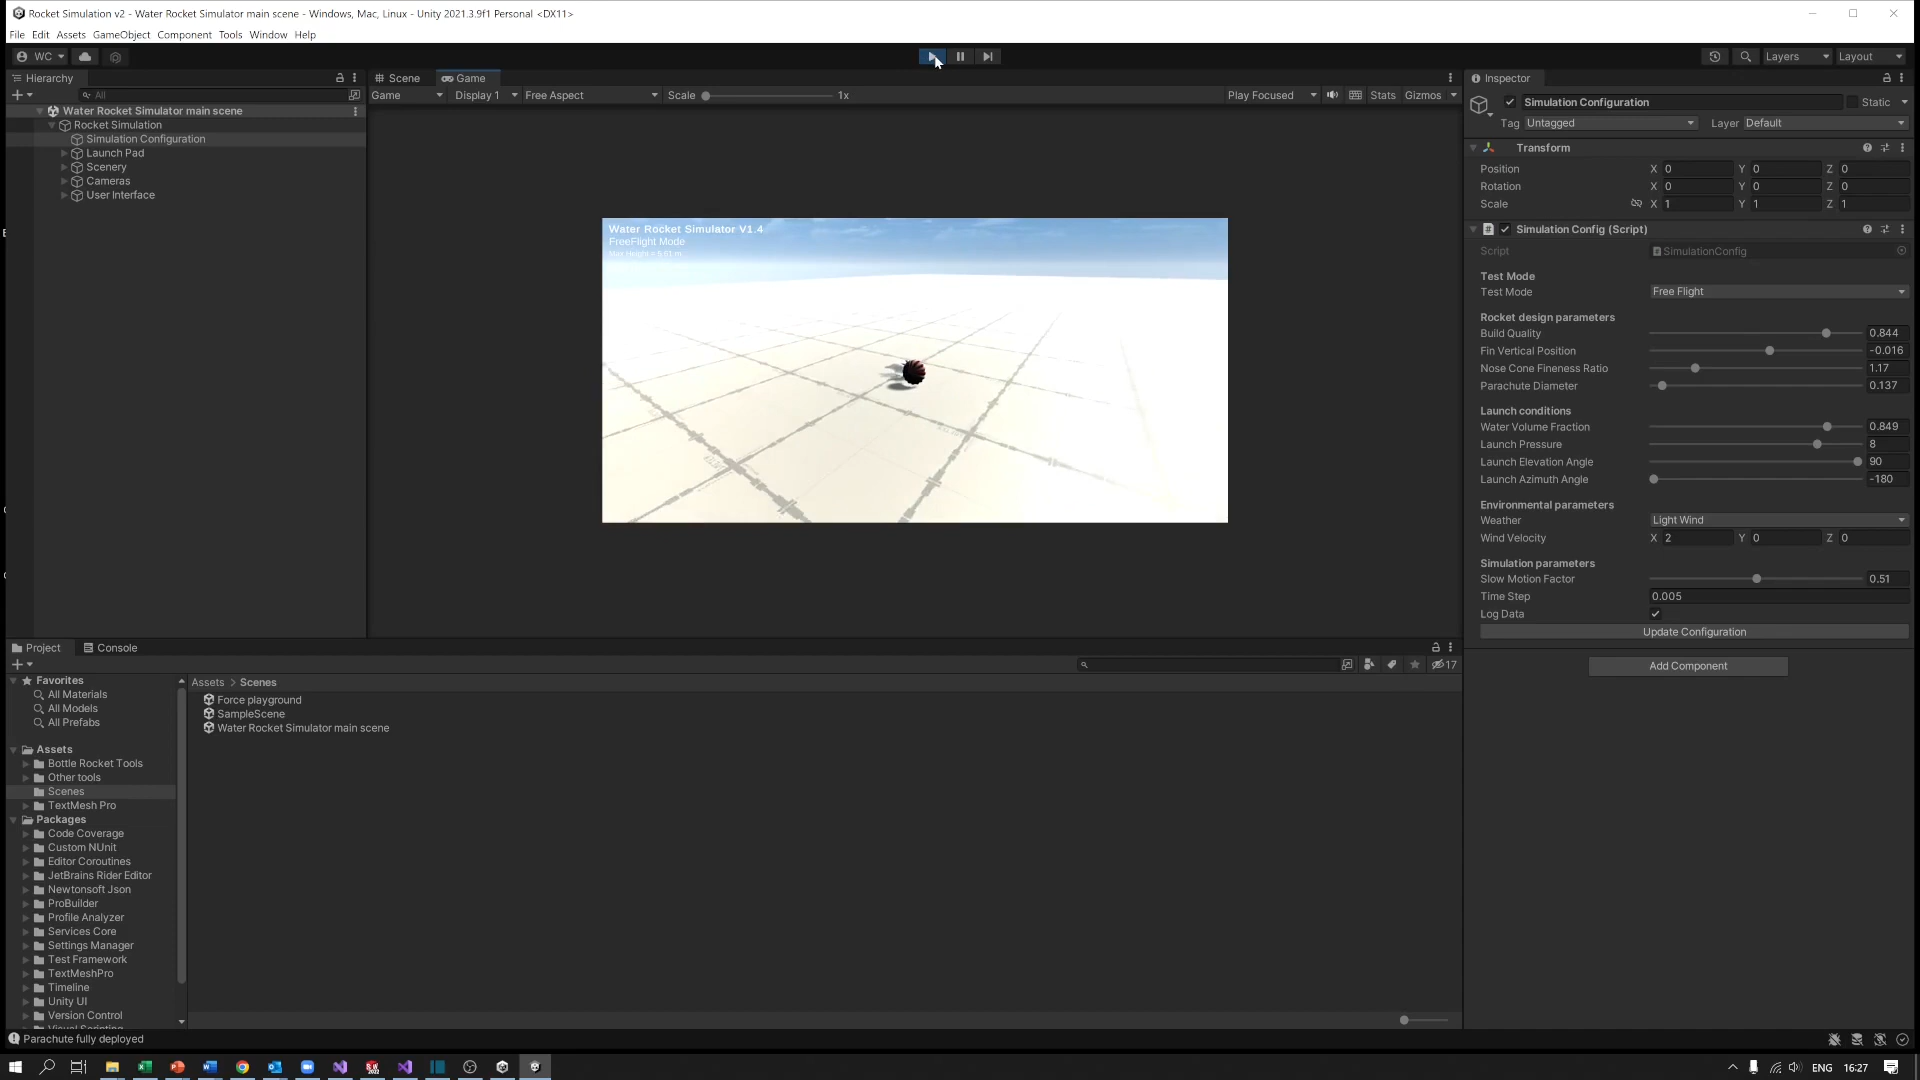 Rocket Simulation v2 - Water Rocket Simulator main scene - Windows, Mac, Linux - Unity 2021.3.9f1 Personal <DX11>
File Edit Assets GameObject Component Tools Window Help
WC
Layers Layout
Hierarchy
All
Water Rocket Simulator main scene
Rocket Simulation
Simulation Configuration
Launch Pad
Scenery
Cameras
User Interface
Scene Game
Game Display 1 Free Aspect Scale 1x Play Focused Stats Gizmos
Water Rocket Simulator V1.4
FreeFlight Mode
Inspector
Simulation Configuration Static
Tag Untagged Layer Default
Transform
Position X 0 Y 0 Z 0
Rotation X 0 Y 0 Z 0
Scale X 1 Y 1 Z 1
Simulation Config (Script)
Script SimulationConfig
Test Mode
Test Mode Free Flight
Rocket design parameters
Build Quality 0.844
Fin Vertical Position -0.016
Nose Cone Fineness Ratio 1.17
Parachute Diameter 0.137
Launch conditions
Water Volume Fraction 0.849
Launch Pressure 8
Launch Elevation Angle 90
Launch Azimuth Angle -180
Environmental parameters
Weather Light Wind
Wind Velocity X 2 Y 0 Z 0
Simulation parameters
Slow Motion Factor 0.51
Time Step 0.005
Log Data
Update Configuration
Add Component
Project Console
17
Favorites
All Materials
All Models
All Prefabs
Assets
Bottle Rocket Tools
Other tools
Scenes
TextMesh Pro
Packages
Code Coverage
Custom NUnit
Editor Coroutines
JetBrains Rider Editor
Newtonsoft Json
ProBuilder
Profile Analyzer
Services Core
Settings Manager
Test Framework
TextMeshPro
Timeline
Unity UI
Version Control
Visual Scripting
Assets > Scenes
Force playground
SampleScene
Water Rocket Simulator main scene
Parachute fully deployed
ENG 16:27